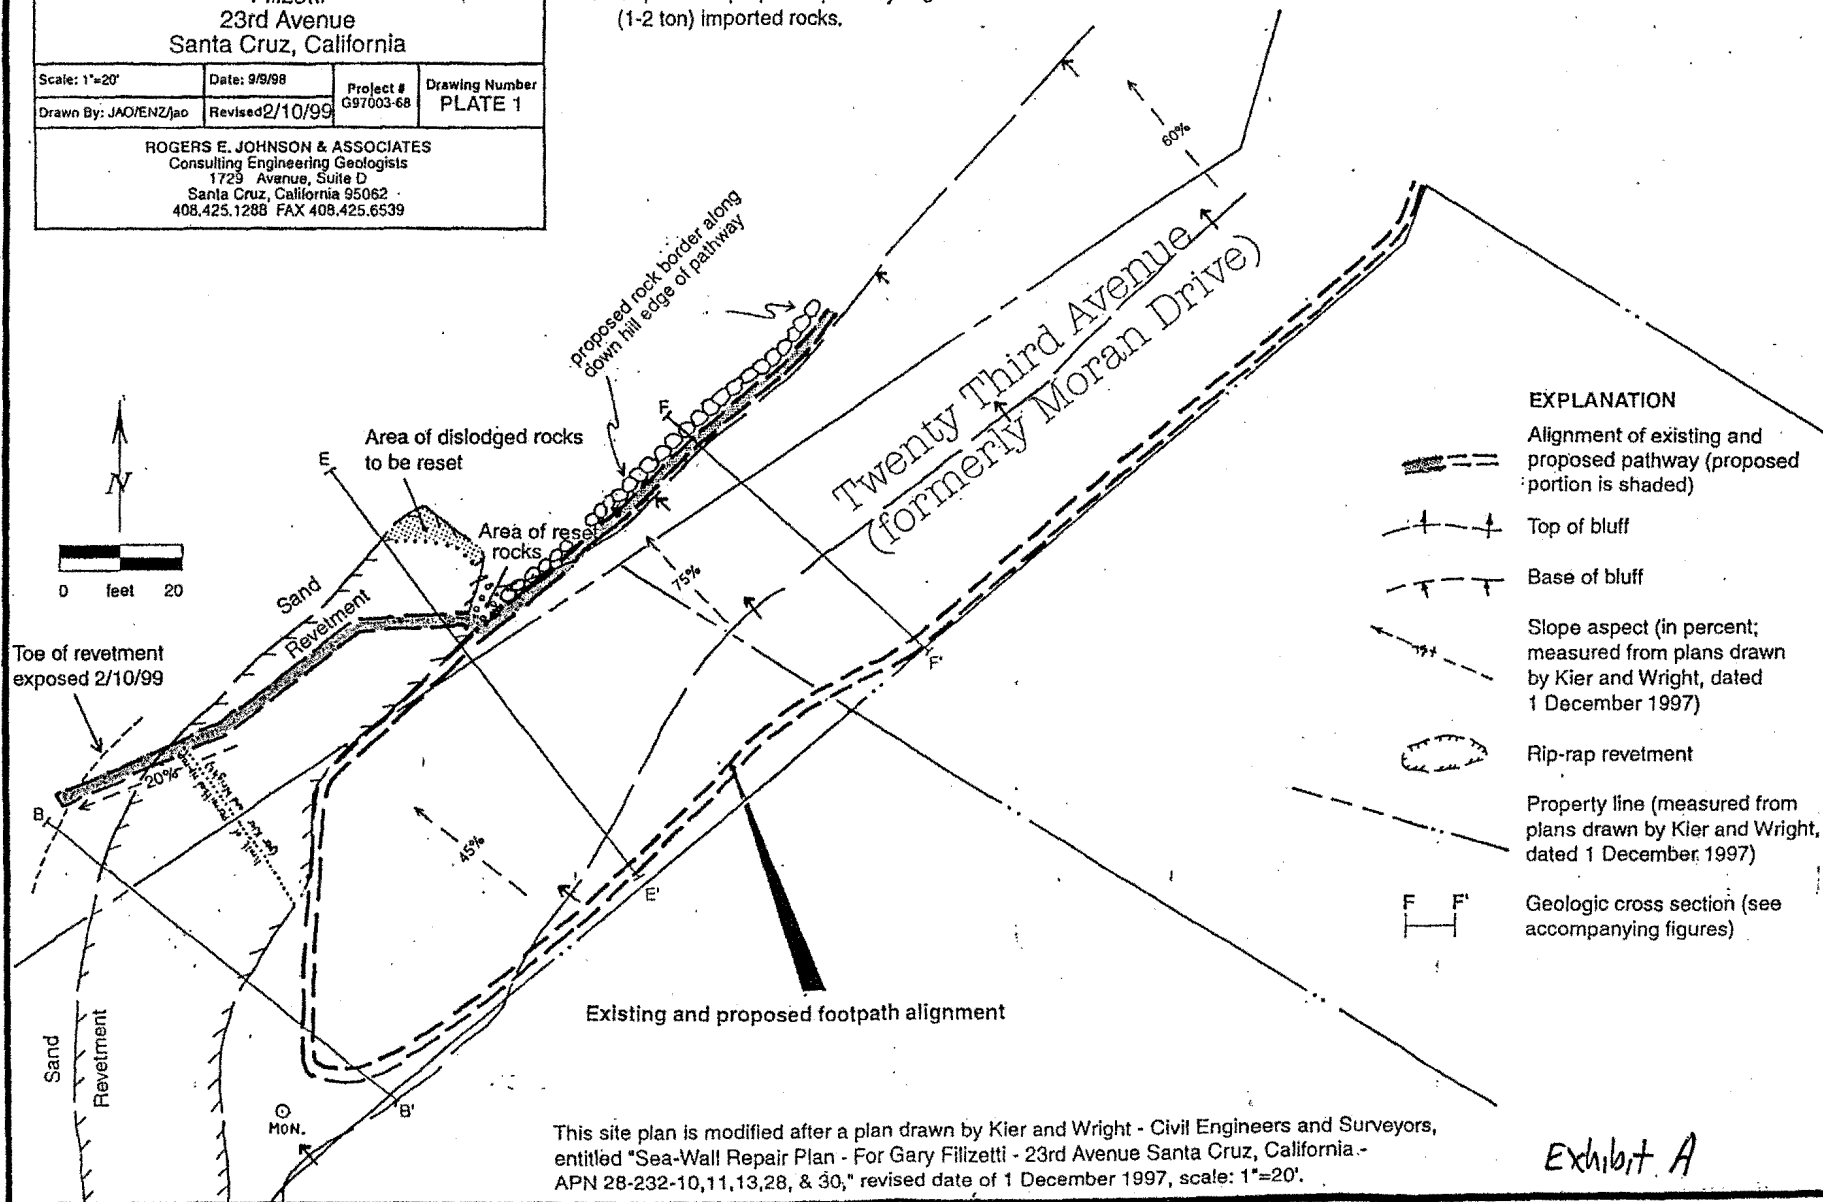 23rd Avenue
Santa Cruz, California
Scale: 1"=20'
Date: 9/9/98
Project #
G97003-68
Drawing Number
PLATE 1
Drawn By: JAO/ENZ/jao
Revised 2/10/99
ROGERS E. JOHNSON & ASSOCIATES
Consulting Engineering Geologists
1729 Avenue, Suite D
Santa Cruz, California 95062
408.425.1288 FAX 408.425.6539
(1-2 ton) imported rocks.
60%
proposed rock border along
down hill edge of pathway
Twenty Third Avenue
(formerly Moran Drive)
N
0 feet 20
Area of dislodged rocks
to be reset
Area of reset
rocks
E
F
75%
Sand
Revetment
Toe of revetment
exposed 2/10/99
20%
B
45%
E'
F'
B'
Existing and proposed footpath alignment
Sand
Revetment
MON.
EXPLANATION
Alignment of existing and
proposed pathway (proposed
portion is shaded)
Top of bluff
Base of bluff
75%
Slope aspect (in percent;
measured from plans drawn
by Kier and Wright, dated
1 December 1997)
Rip-rap revetment
Property line (measured from
plans drawn by Kier and Wright,
dated 1 December 1997)
F F'
Geologic cross section (see
accompanying figures)
This site plan is modified after a plan drawn by Kier and Wright - Civil Engineers and Surveyors,
entitled "Sea-Wall Repair Plan - For Gary Filizetti - 23rd Avenue Santa Cruz, California -
APN 28-232-10,11,13,28, & 30," revised date of 1 December 1997, scale: 1"=20'.
Exhibit A